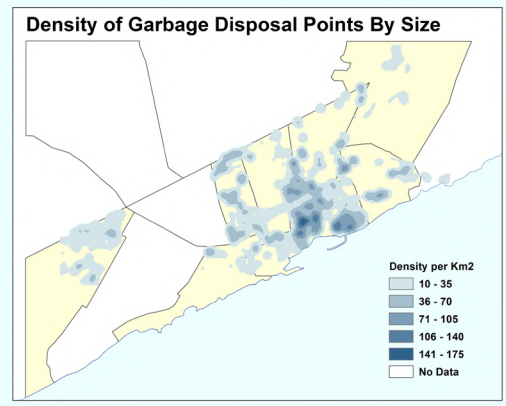 Density of Garbage Disposal Points By Size
Density per Km2
10 - 35
36 - 70
71 - 105
106 - 140
141 - 175
No Data